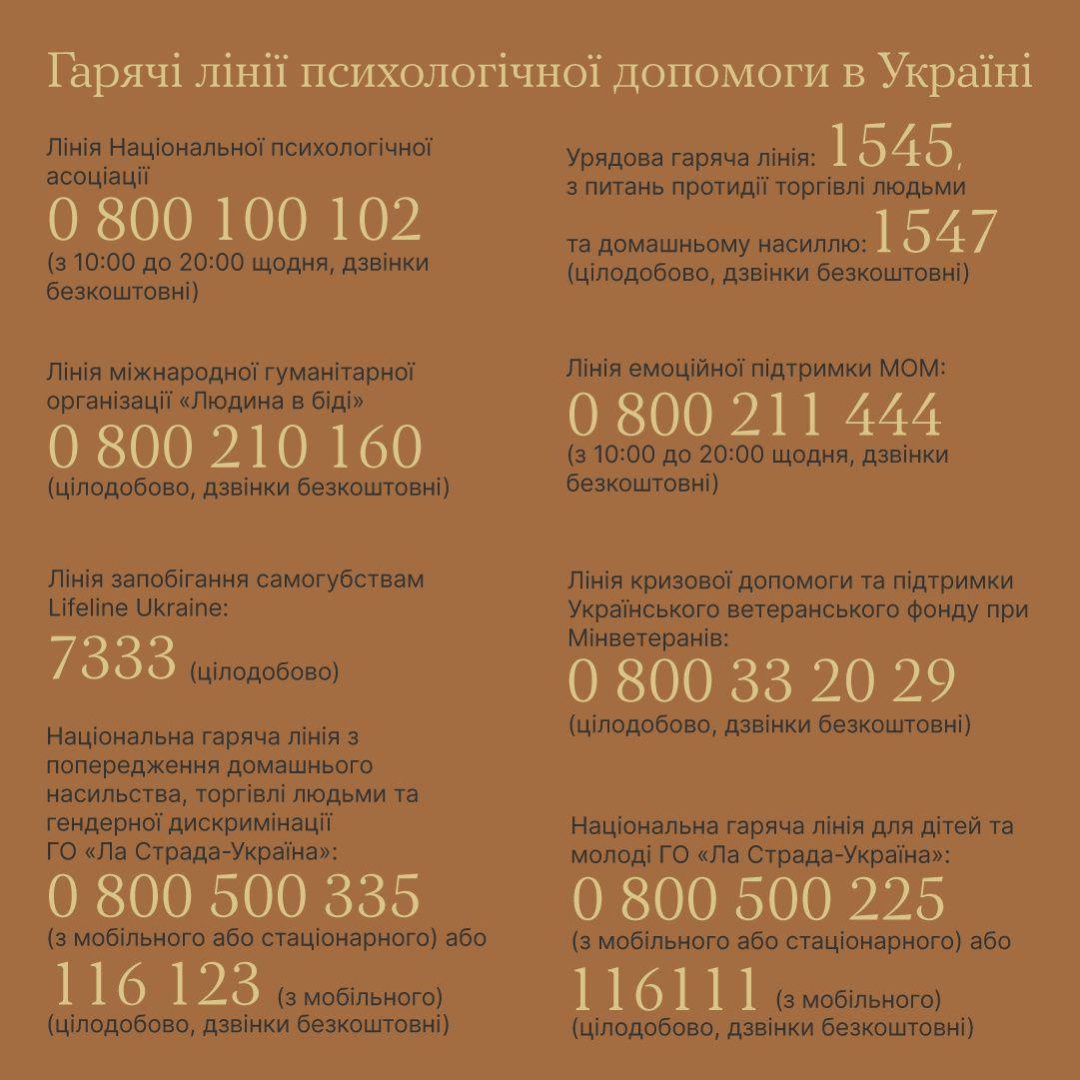 Гарячі лінії психологічної допомоги в Україні
Лінія Національної психологічної
асоціації
0 800 100 102
(з 10:00 до 20:00 щодня, дзвінки
безкоштовні)
Урядова гаряча лінія: 1545,
з питань протидії торгівлі людьми
та домашньому насиллю: 1547
(цілодобово, дзвінки безкоштовні)
Лінія міжнародної гуманітарної
організації «Людина в біді»
0 800 210 160
(цілодобово, дзвінки безкоштовні)
Лінія емоційної підтримки МОМ:
0 800 211 444
(з 10:00 до 20:00 щодня, дзвінки
безкоштовні)
Лінія запобігання самогубствам
Lifeline Ukraine:
7333 (цілодобово)
Лінія кризової допомоги та підтримки
Українського ветеранського фонду при
Мінветеранів:
0 800 33 20 29
(цілодобово, дзвінки безкоштовні)
Національна гаряча лінія з
попередження домашнього
насильства, торгівлі людьми та
гендерної дискримінації
ГО «Ла Страда-Україна»:
0 800 500 335
(з мобільного або стаціонарного) або
116 123 (з мобільного)
(цілодобово, дзвінки безкоштовні)
Національна гаряча лінія для дітей та
молоді ГО «Ла Страда-Україна»:
0 800 500 225
(з мобільного або стаціонарного) або
116111 (з мобільного)
(цілодобово, дзвінки безкоштовні)